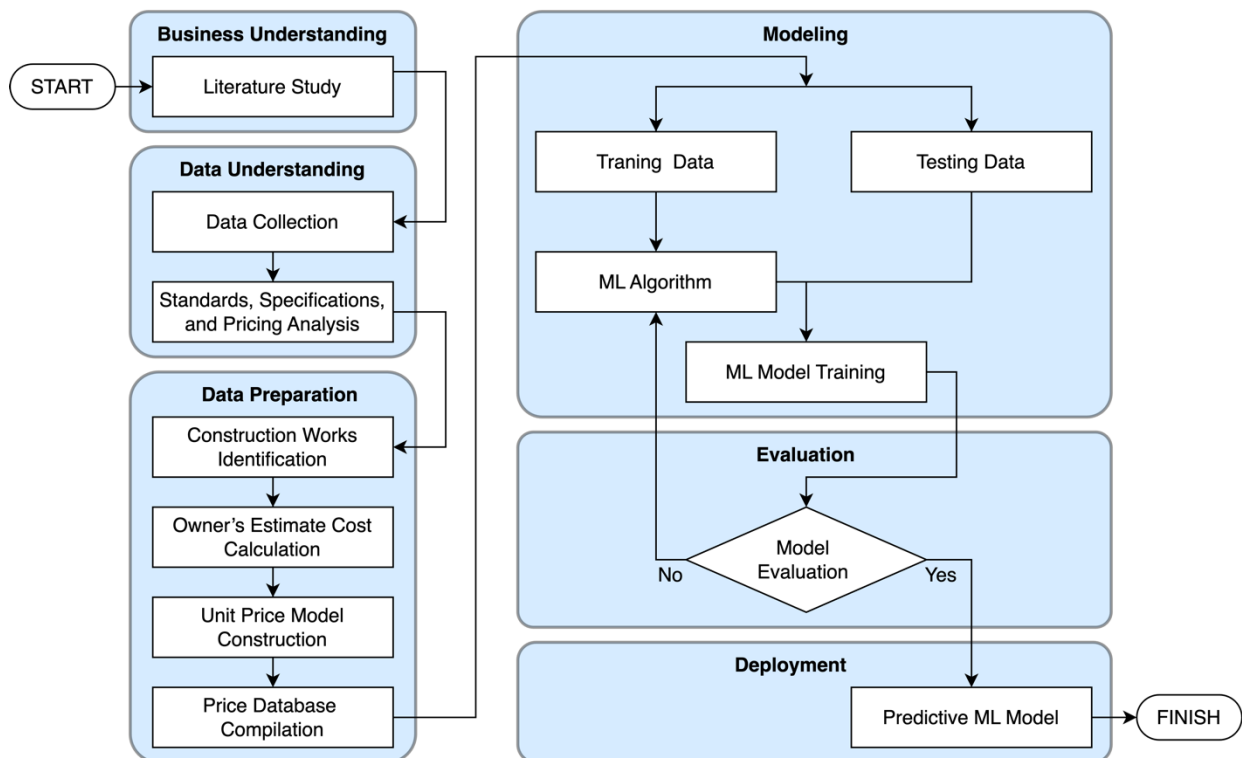 START
Business Understanding
Literature Study
Data Understanding
Data Collection
Standards, Specifications,
and Pricing Analysis
Data Preparation
Construction Works
Identification
Owner's Estimate Cost
Calculation
Unit Price Model
Construction
Price Database
Compilation
Modeling
Traning Data
Testing Data
ML Algorithm
ML Model Training
Evaluation
Model
Evaluation
No
Yes
Deployment
Predictive ML Model
FINISH